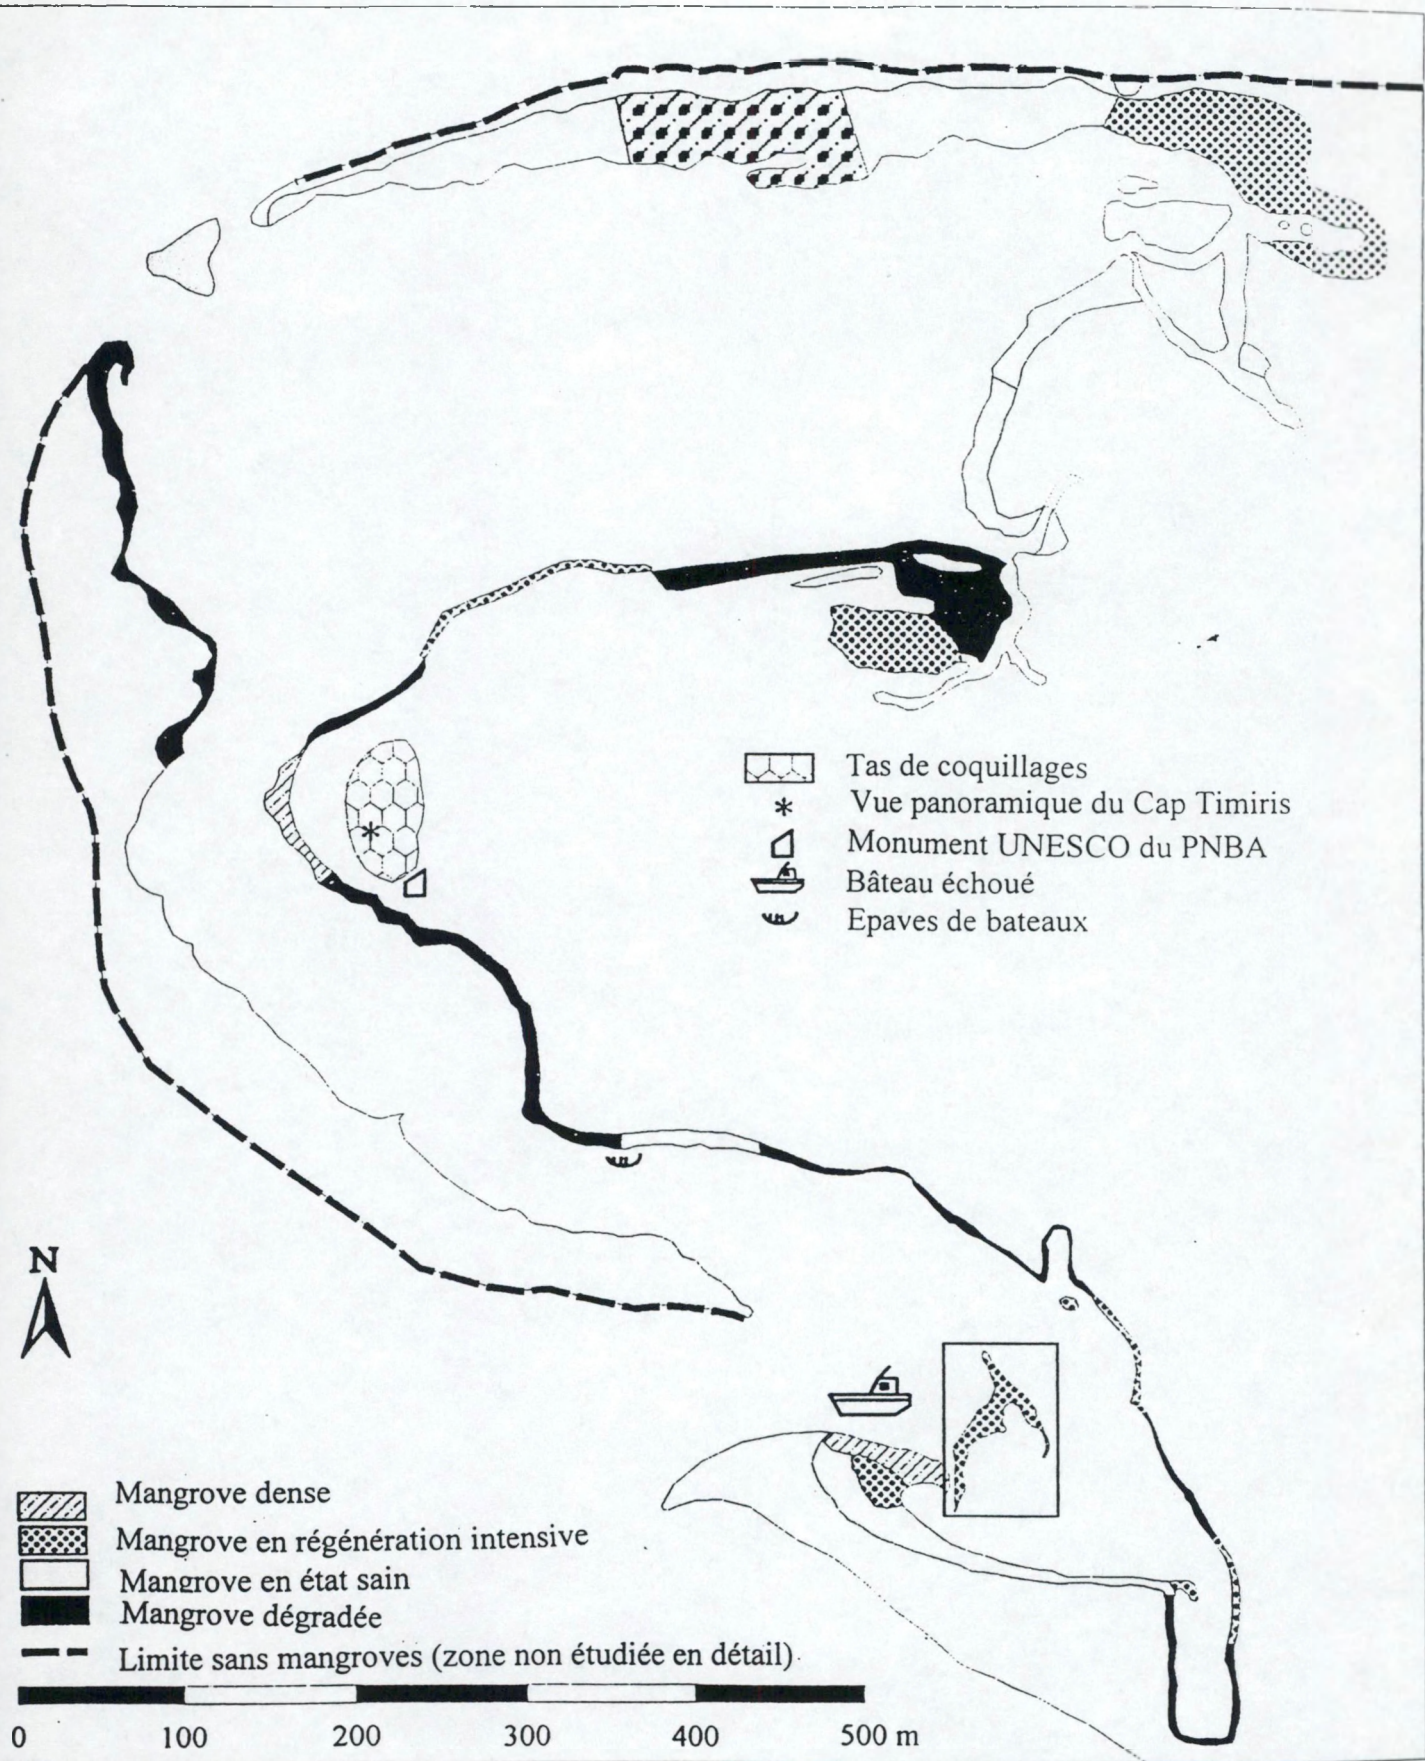 Tas de coquillages
Vue panoramique du Cap Timiris
Monument UNESCO du PNBA
Bâteau échoué
Epaves de bateaux
N
Mangrove dense
Mangrove en régénération intensive
Mangrove en état sain
Mangrove dégradée
Limite sans mangroves (zone non étudiée en détail)
0 100 200 300 400 500 m